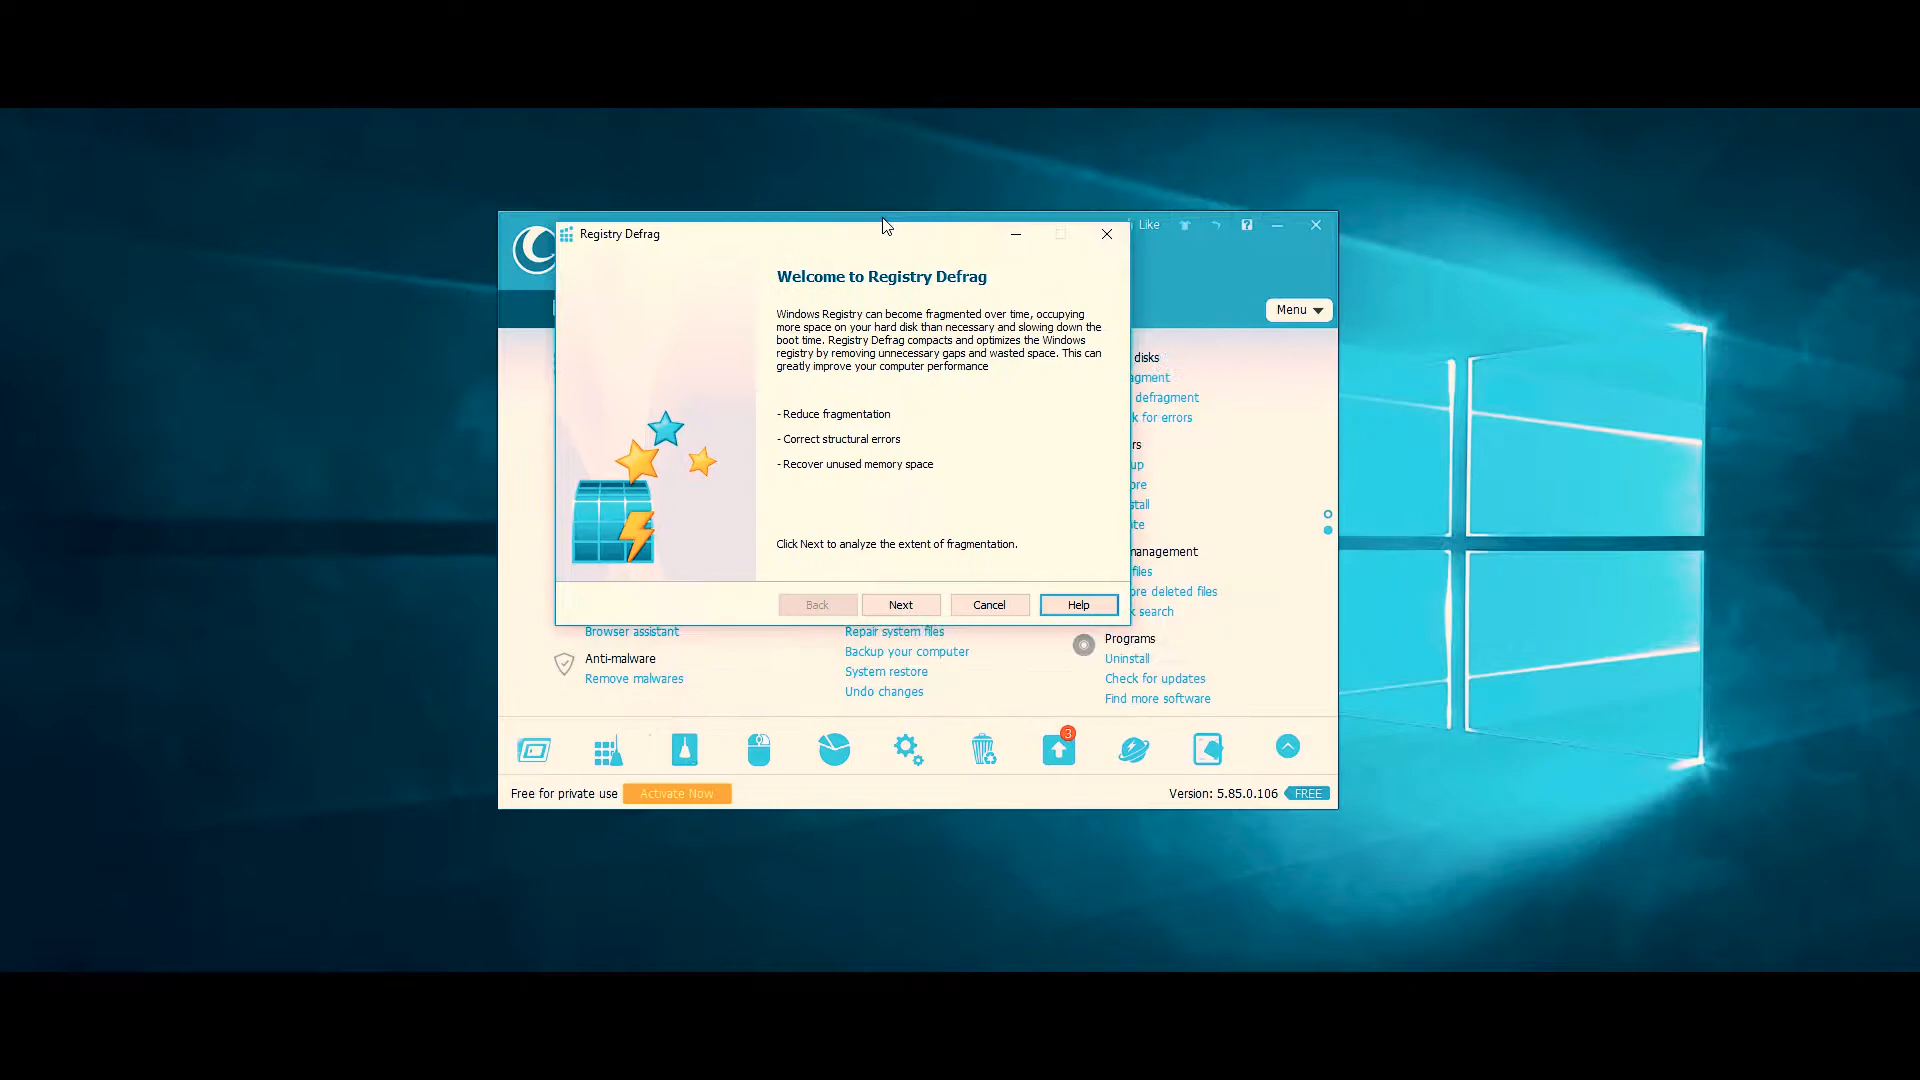 Like
Registry Defrag
Welcome to Registry Defrag
Menu
Windows Registry can become fragmented over time, occupying
more space on your hard disk than necessary and slowing down the
boot time. Registry Defrag compacts and optimizes the Windows
registry by removing unnecessary gaps and wasted space. This can
greatly improve your computer performance
- Reduce fragmentation
- Correct structural errors
- Recover unused memory space
Click Next to analyze the extent of fragmentation.
Back
Next
Cancel
Help
disks
defragment
for errors
management
files
deleted files
search
Browser assistant
Anti-malware
Remove malwares
Repair system files
Backup your computer
System restore
Undo changes
Programs
Uninstall
Check for updates
Find more software
3
Free for private use
Activate Now
Version: 5.85.0.106
FREE